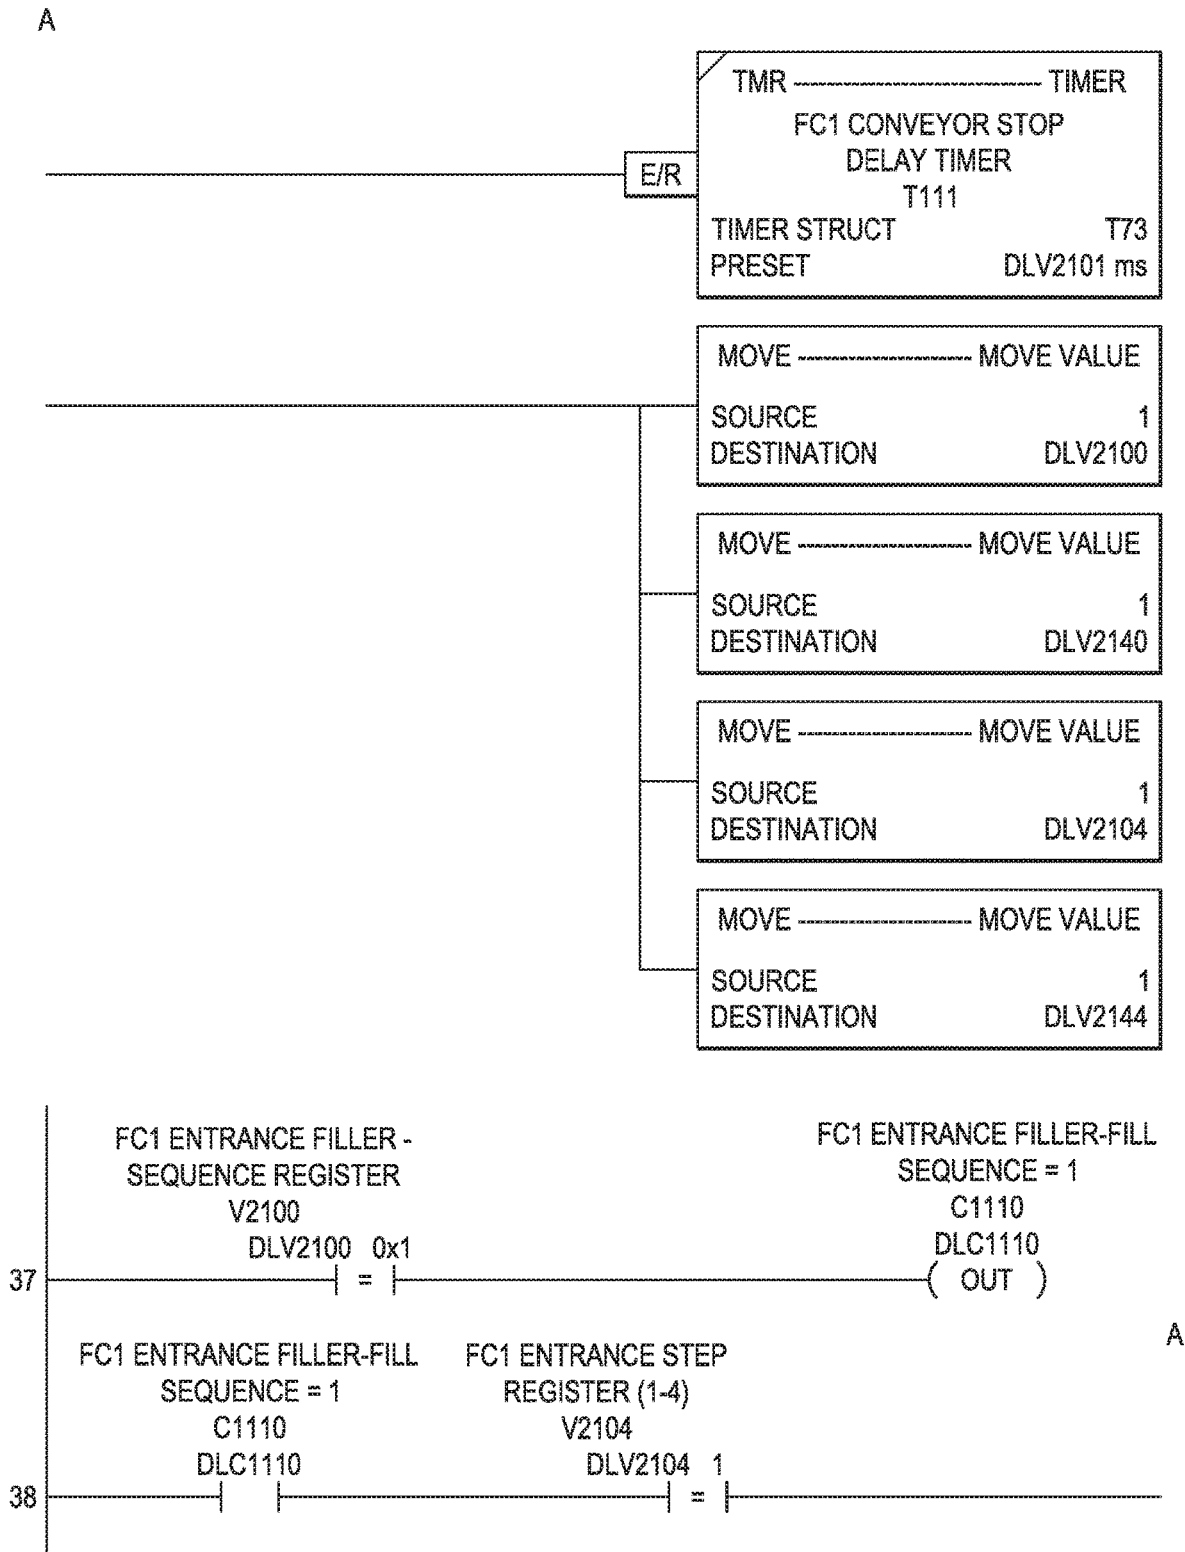 A
TMR ---------- TIMER
FC1 CONVEYOR STOP
DELAY TIMER
E/R
T111
TIMER STRUCT T73
PRESET DLV2101 ms
MOVE ---------- MOVE VALUE
SOURCE 1
DESTINATION DLV2100
MOVE ---------- MOVE VALUE
SOURCE 1
DESTINATION DLV2140
MOVE ---------- MOVE VALUE
SOURCE 1
DESTINATION DLV2104
MOVE ---------- MOVE VALUE
SOURCE 1
DESTINATION DLV2144
FC1 ENTRANCE FILLER -
SEQUENCE REGISTER
V2100
DLV2100 0x1
=
FC1 ENTRANCE FILLER-FILL
SEQUENCE = 1
C1110
DLC1110
( OUT )
37
A
FC1 ENTRANCE FILLER-FILL
SEQUENCE = 1
C1110
DLC1110
FC1 ENTRANCE STEP
REGISTER (1-4)
V2104
DLV2104 1
=
38